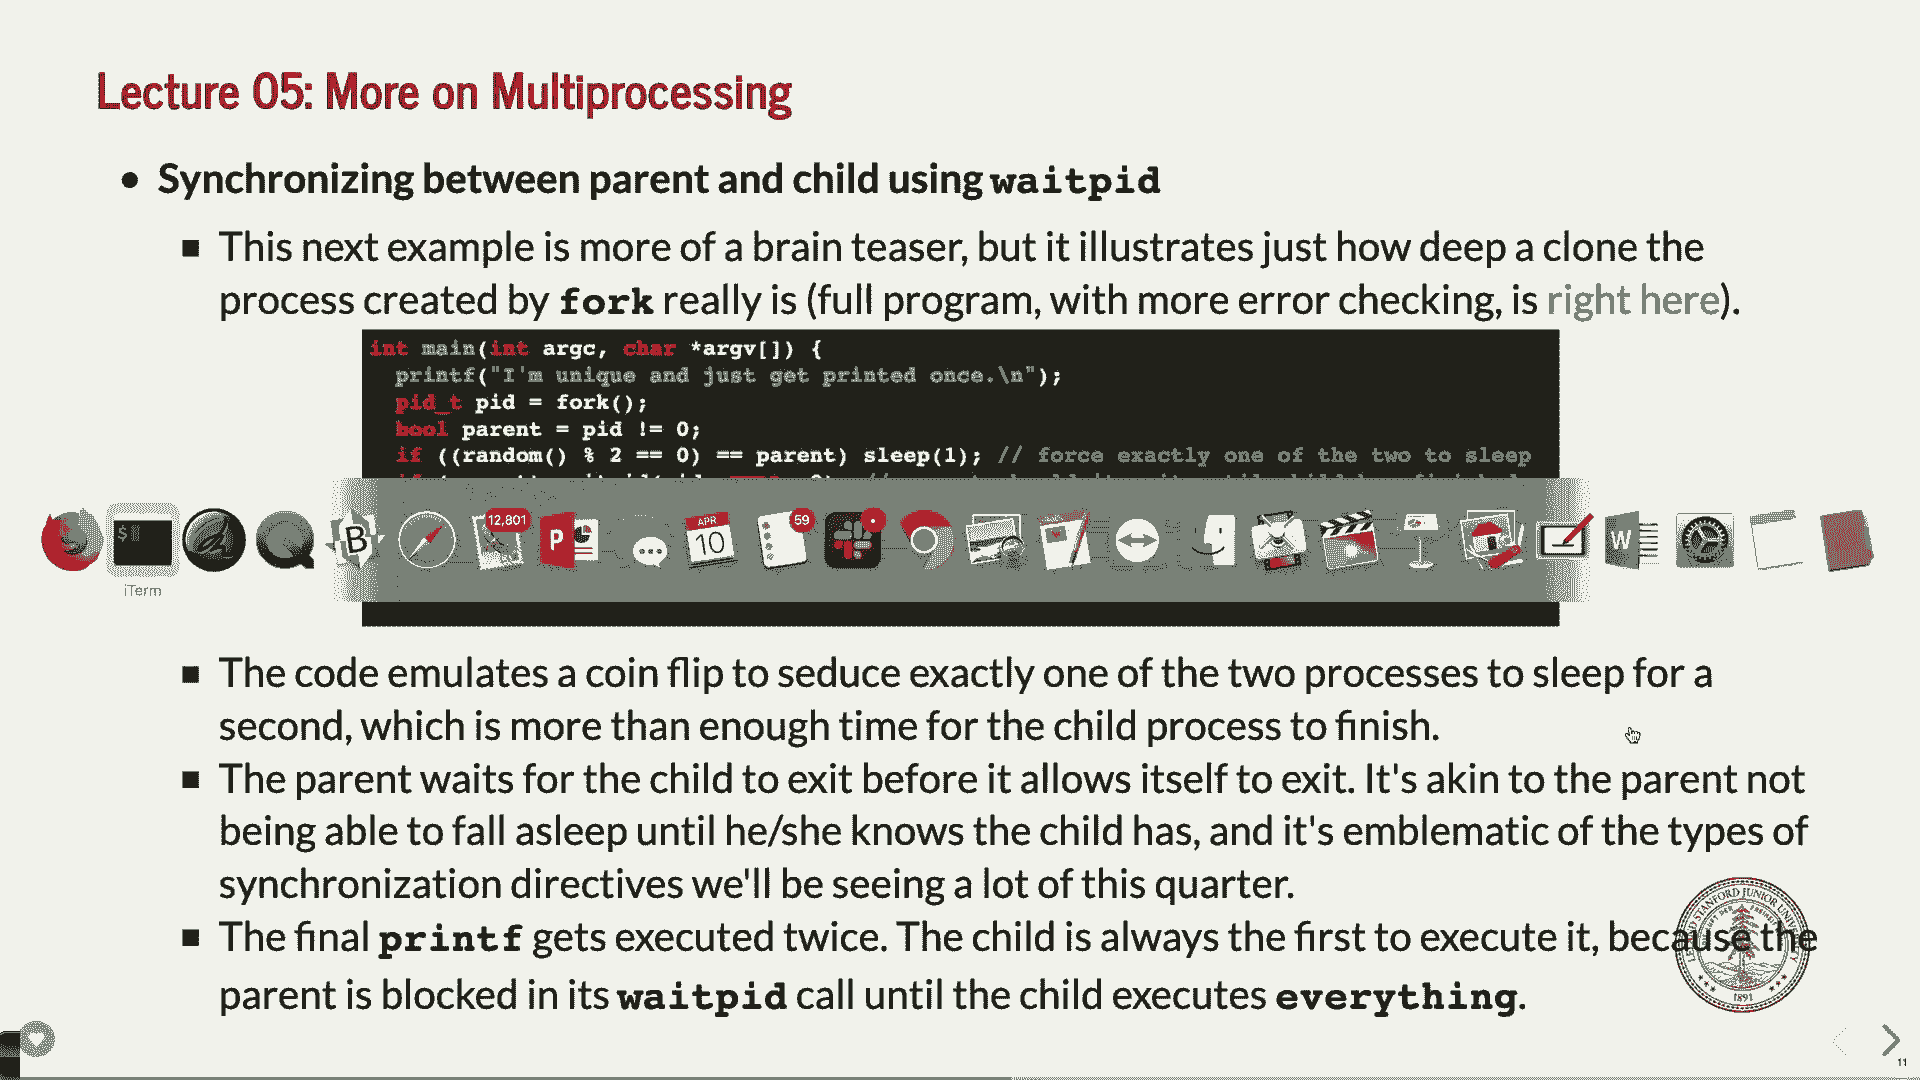 Lecture 05: More on Multiprocessing
Synchronizing between parent and child using waitpid
This next example is more of a brain teaser, but it illustrates just how deep a clone the
process created by fork really is (full program, with more error checking, is right here).
int main(int argc, char *argv[]) {
printf("I'm unique and just get printed once.\n");
pid_t pid = fork();
bool parent = pid != 0;
if ((random() % 2 == 0) == parent) sleep(1); // force exactly one of the two to sleep
12,801
59
APR
10
$
B
P
W
iTerm
The code emulates a coin flip to seduce exactly one of the two processes to sleep for a
second, which is more than enough time for the child process to finish.
The parent waits for the child to exit before it allows itself to exit. It's akin to the parent not
being able to fall asleep until he/she knows the child has, and it's emblematic of the types of
synchronization directives we'll be seeing a lot of this quarter.
The final printf gets executed twice. The child is always the first to execute it, because the
parent is blocked in its waitpid call until the child executes everything.
STANFORD JUNIOR
1891
11